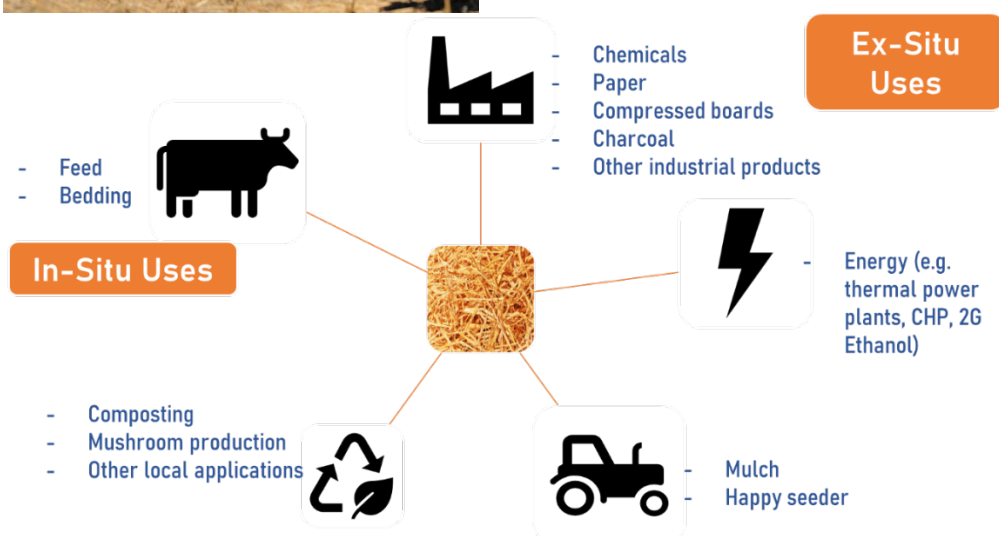 Ex-Situ
Uses
- Chemicals
- Paper
- Compressed boards
- Charcoal
- Other industrial products
- Feed
- Bedding
In-Situ Uses
- Energy (e.g.
thermal power
plants, CHP, 2G
Ethanol)
- Composting
- Mushroom production
- Other local applications
- Mulch
- Happy seeder